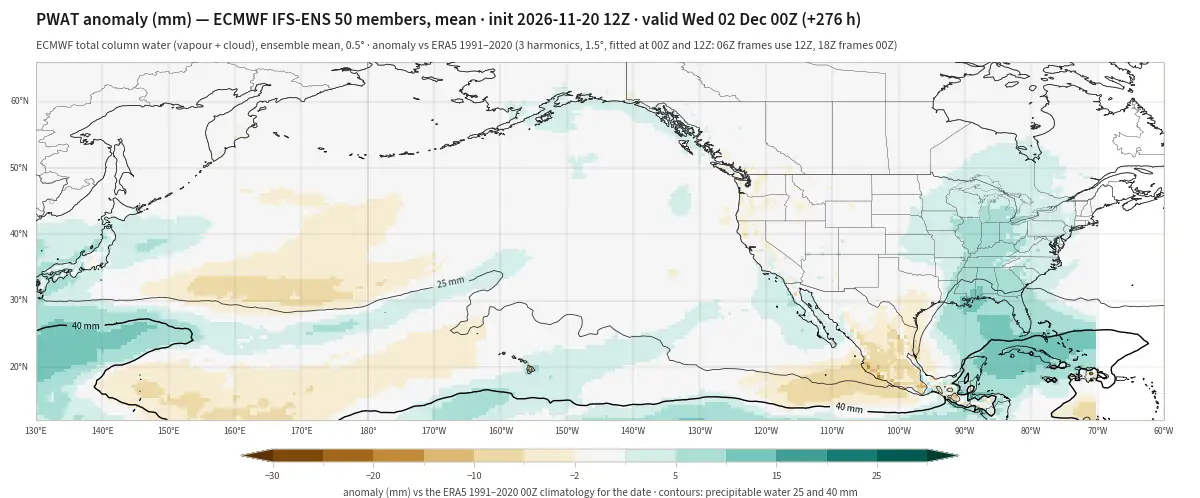 PWAT anomaly (mm) — ECMWF IFS-ENS 50 members, mean · init 2026-11-20 12Z · valid Wed 02 Dec 00Z (+276 h)
ECMWF total column water (vapour + cloud), ensemble mean, 0.5° · anomaly vs ERA5 1991–2020 (3 harmonics, 1.5°, fitted at 00Z and 12Z: 06Z frames use 12Z, 18Z frames 00Z)
60°N
50°N
40°N
30°N
20°N
25 mm
40 mm
40 mm
130°E 140°E 150°E 160°E 170°E 180° 170°W 160°W 150°W 140°W 130°W 120°W 110°W 100°W 90°W 80°W 70°W 60°W
−30 −20 −10 −2 5 15 25
anomaly (mm) vs the ERA5 1991–2020 00Z climatology for the date · contours: precipitable water 25 and 40 mm